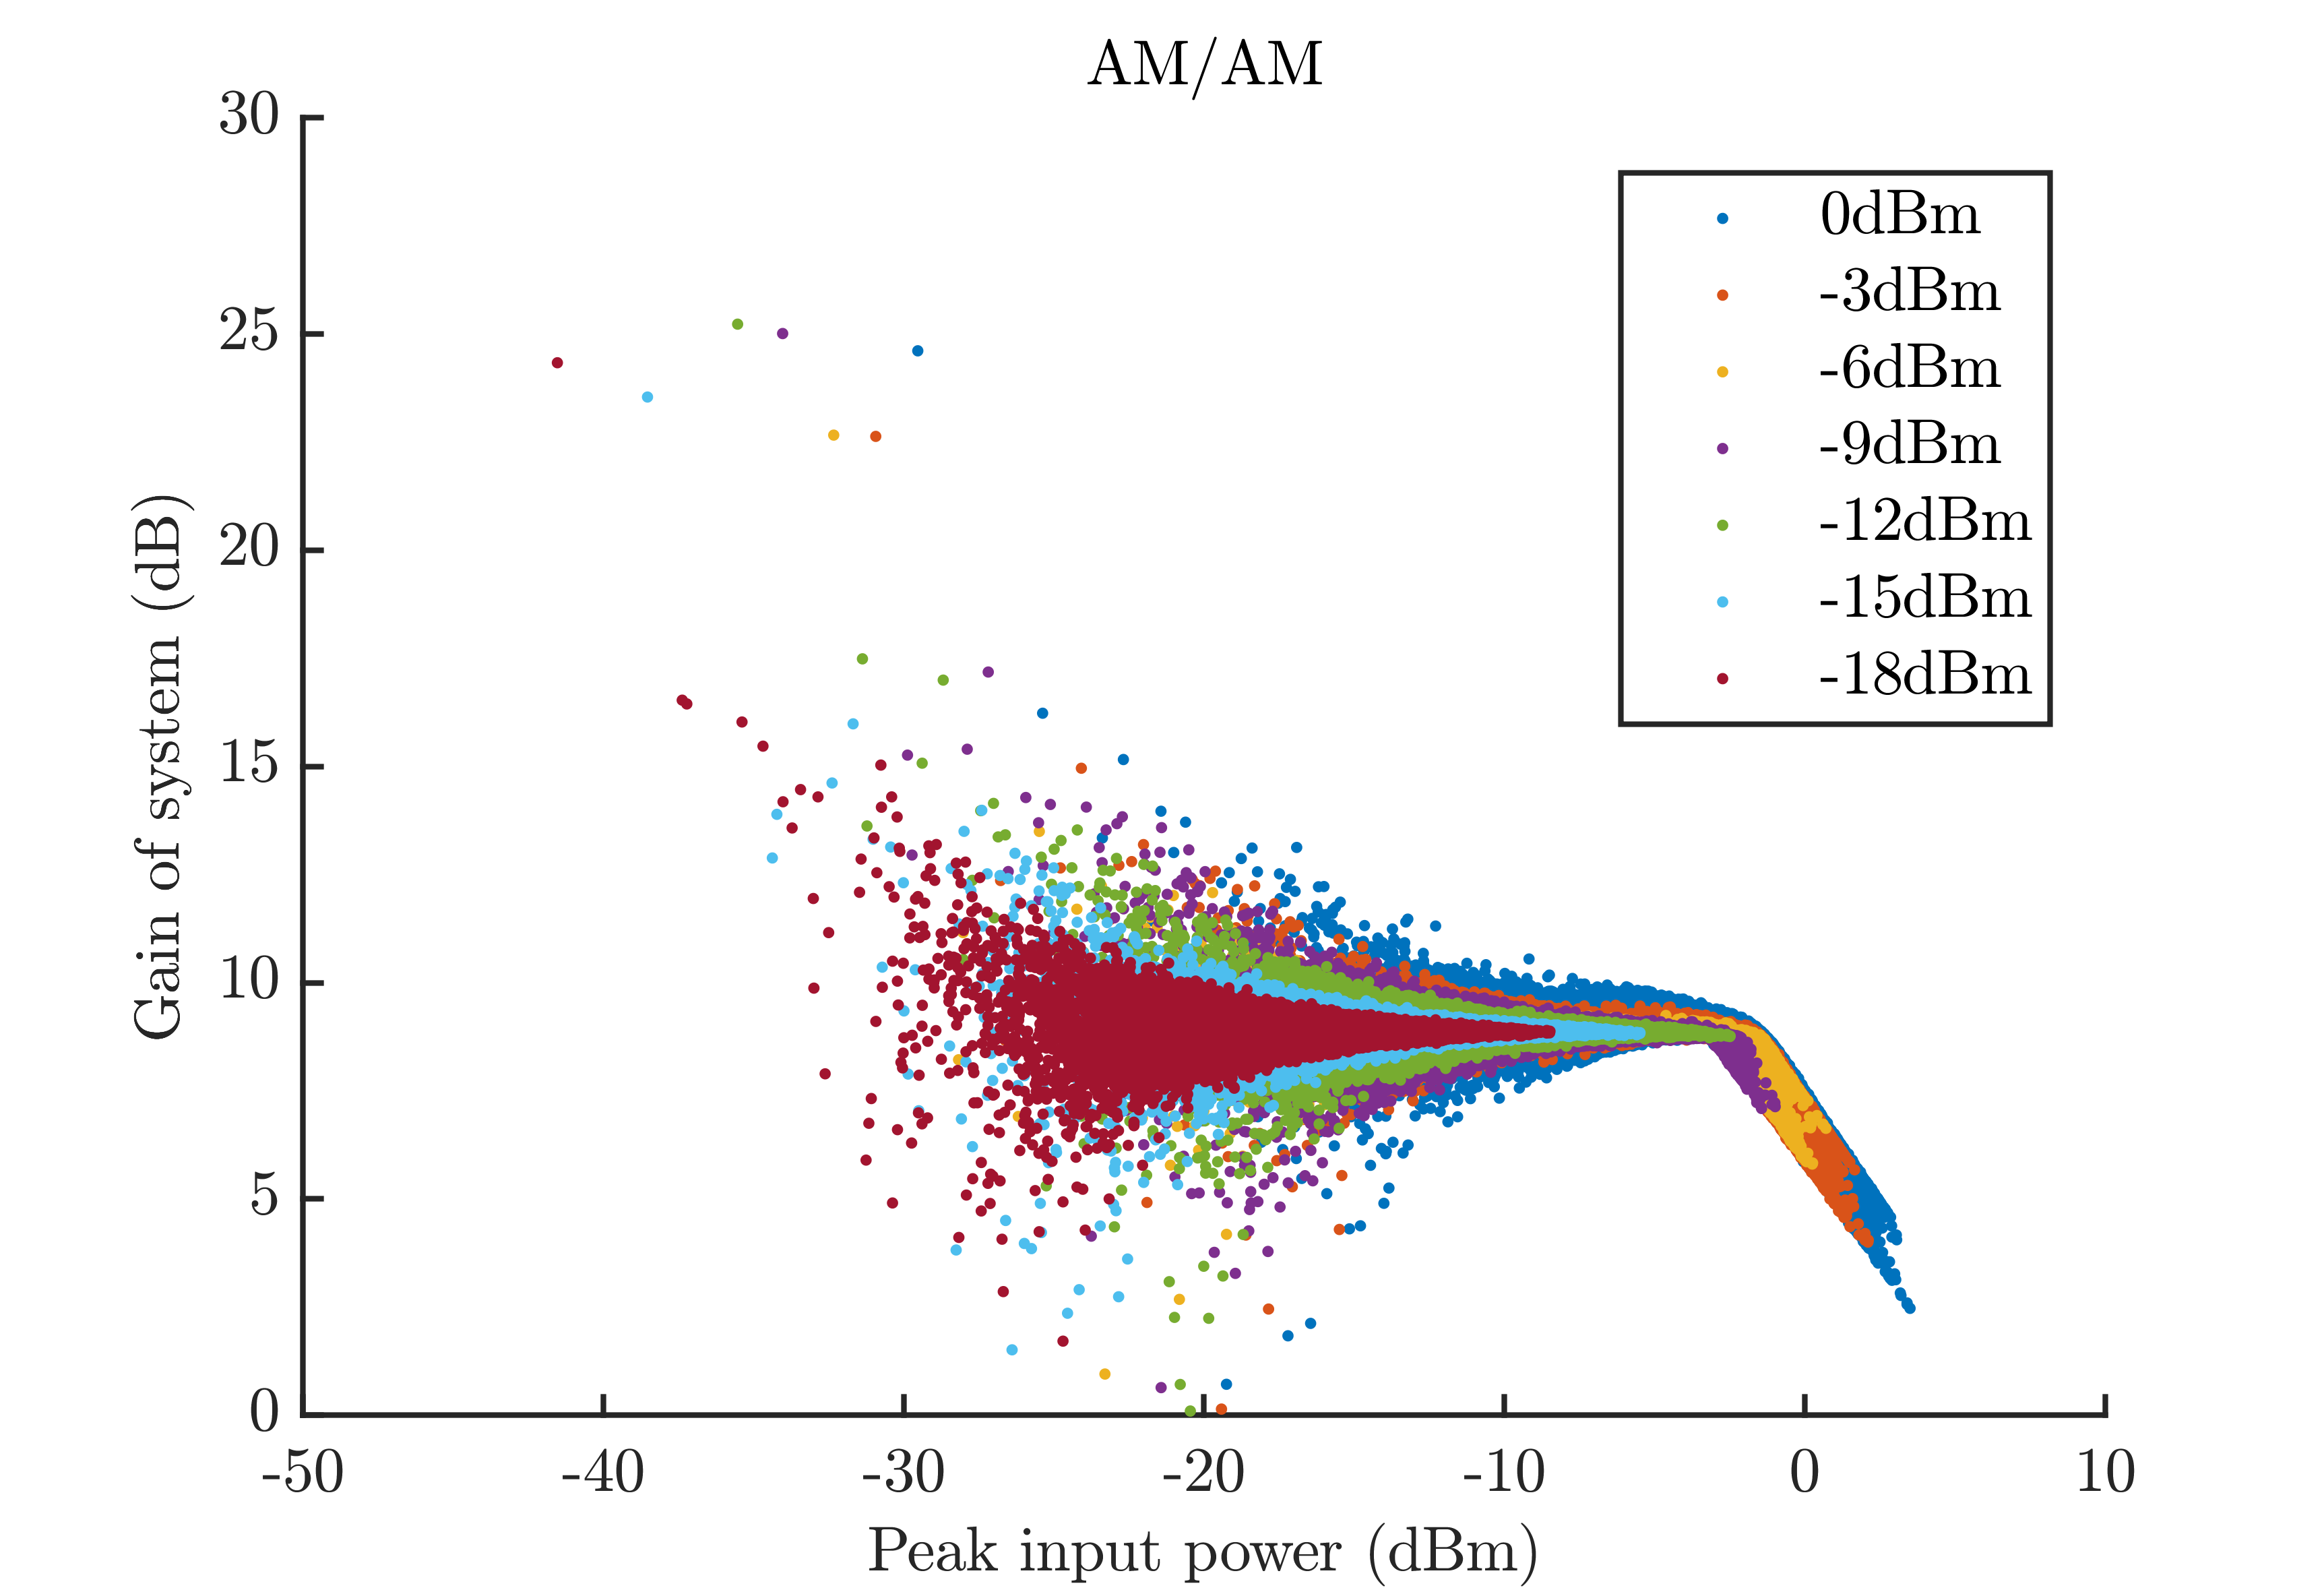 AM/AM
30
25
20
15
10
5
0
Gain of system (dB)
0dBm
-3dBm
-6dBm
-9dBm
-12dBm
-15dBm
-18dBm
-50 -40 -30 -20 -10 0 10
Peak input power (dBm)